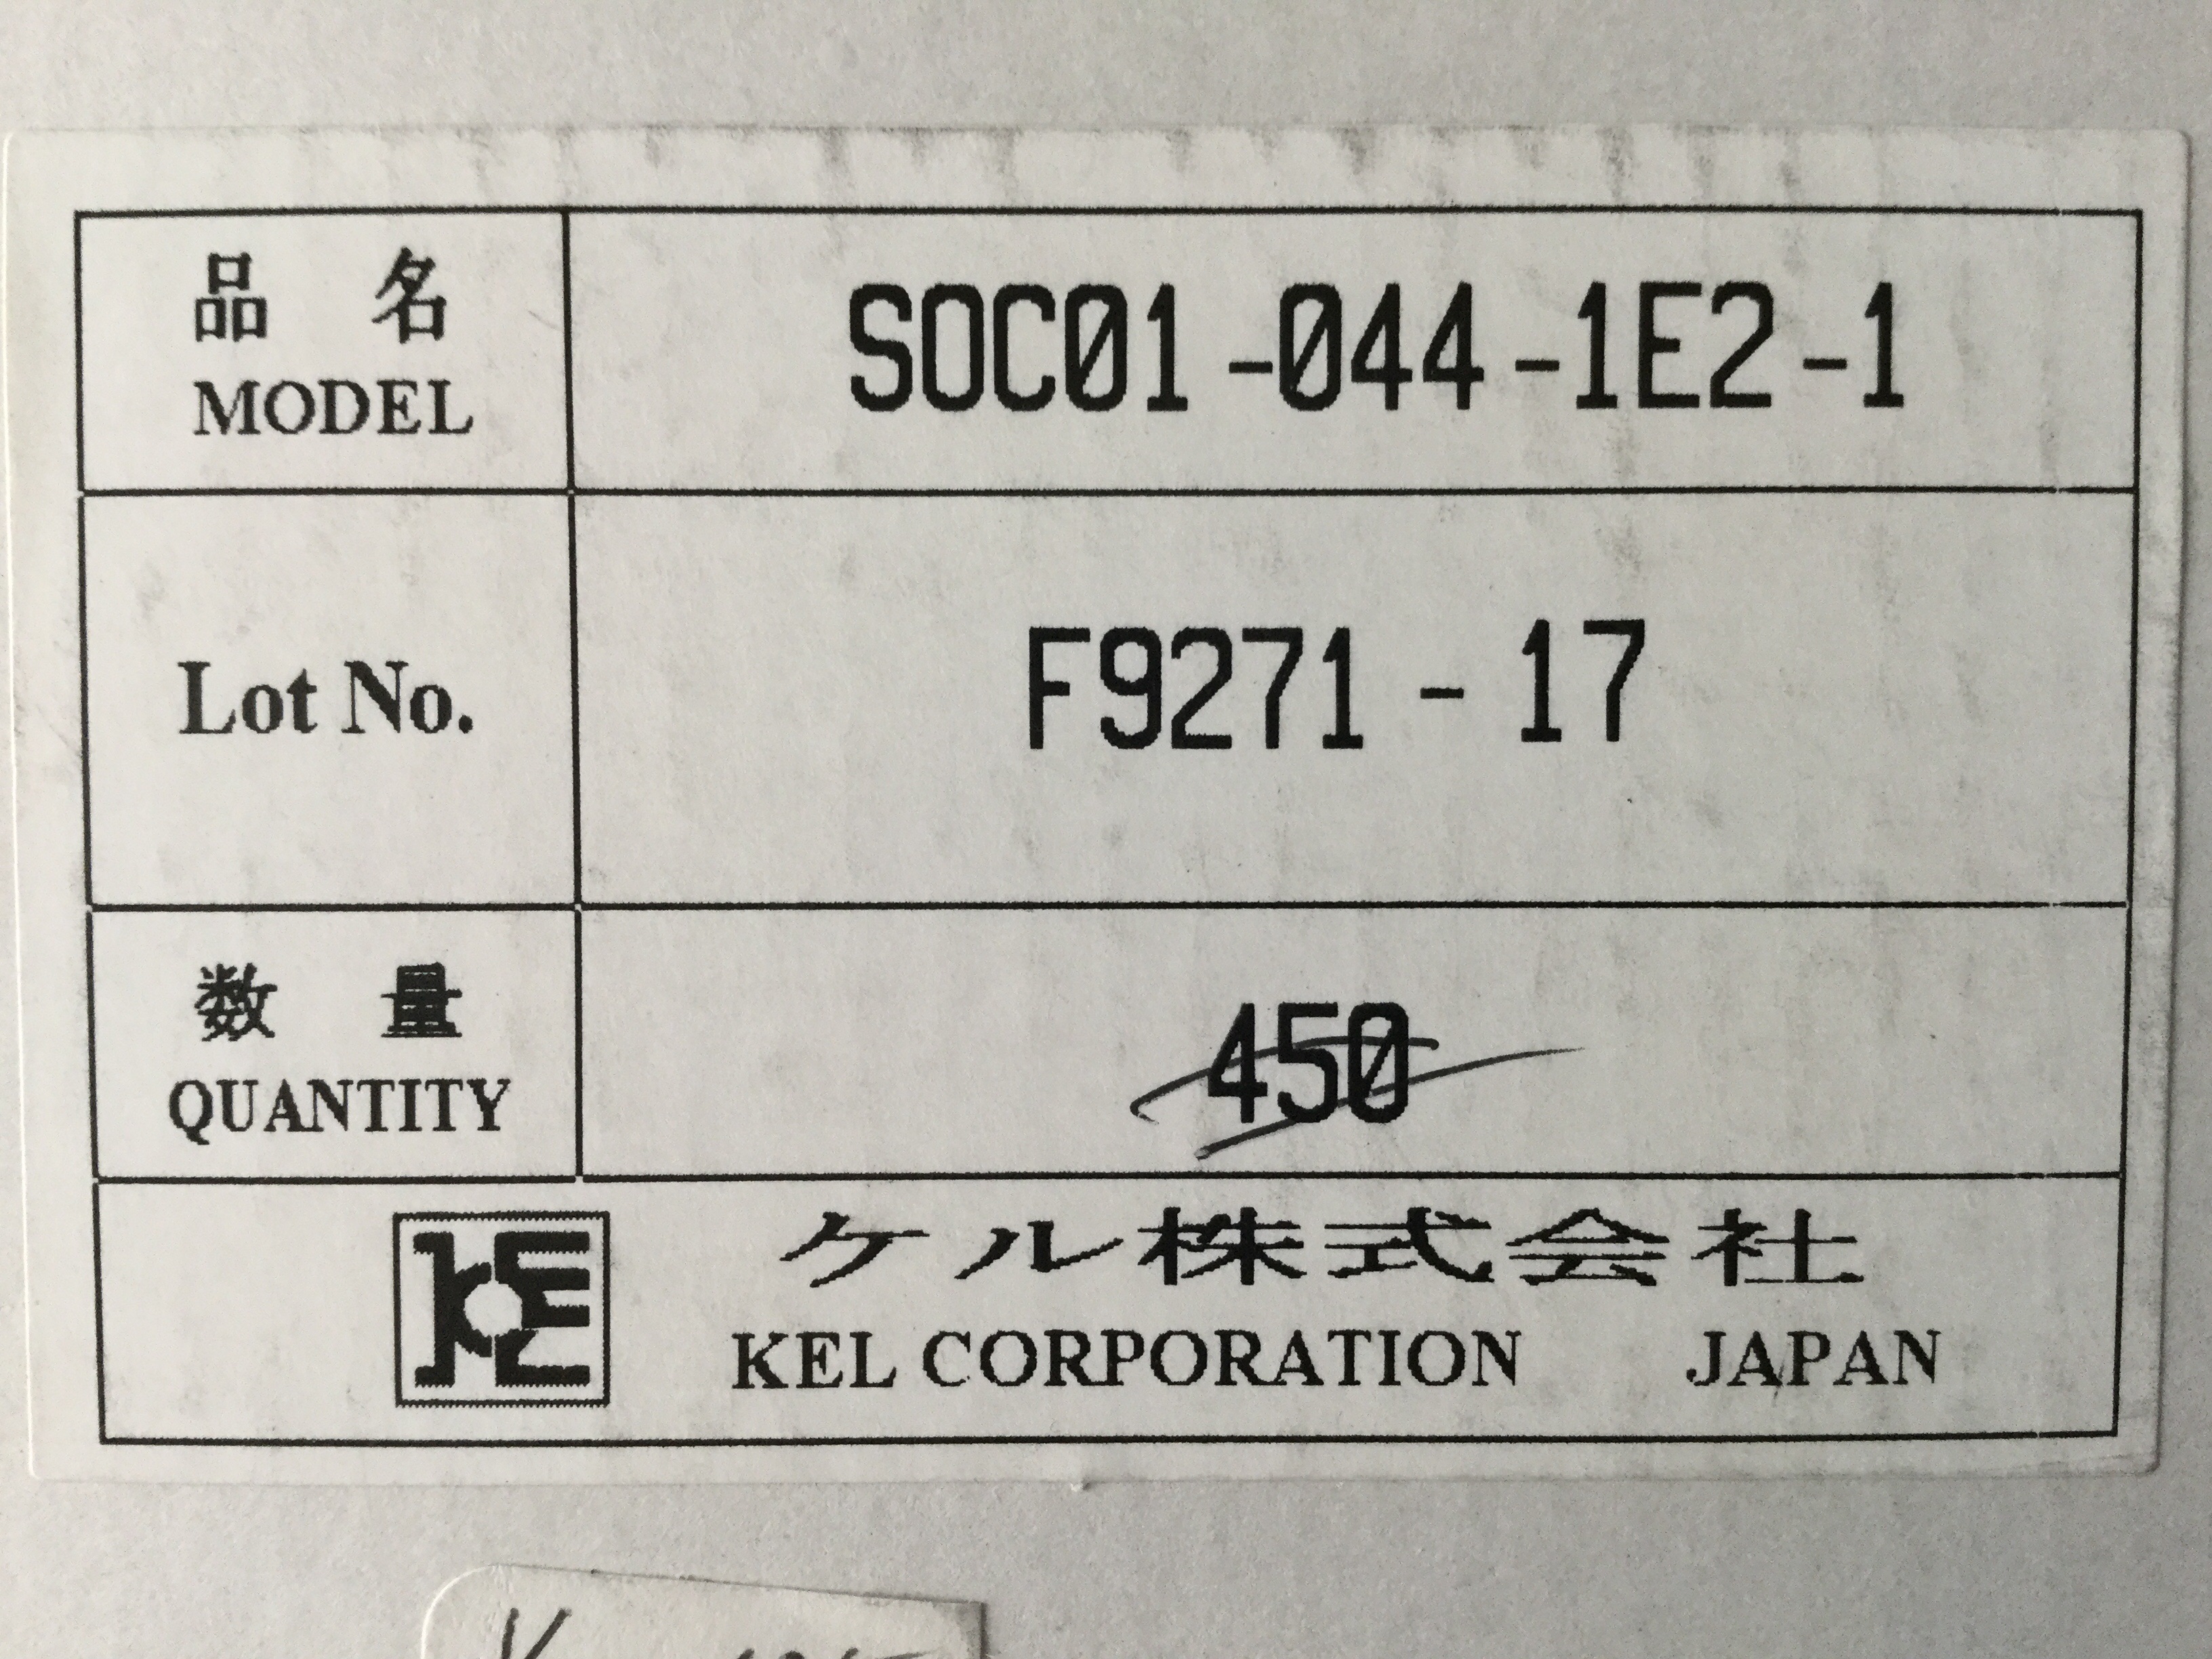 品 名
MODEL
SOC01-044-1E2-1
Lot No.
F9271-17
数 量
QUANTITY
450
KEL
ケル株式会社
KEL CORPORATION JAPAN